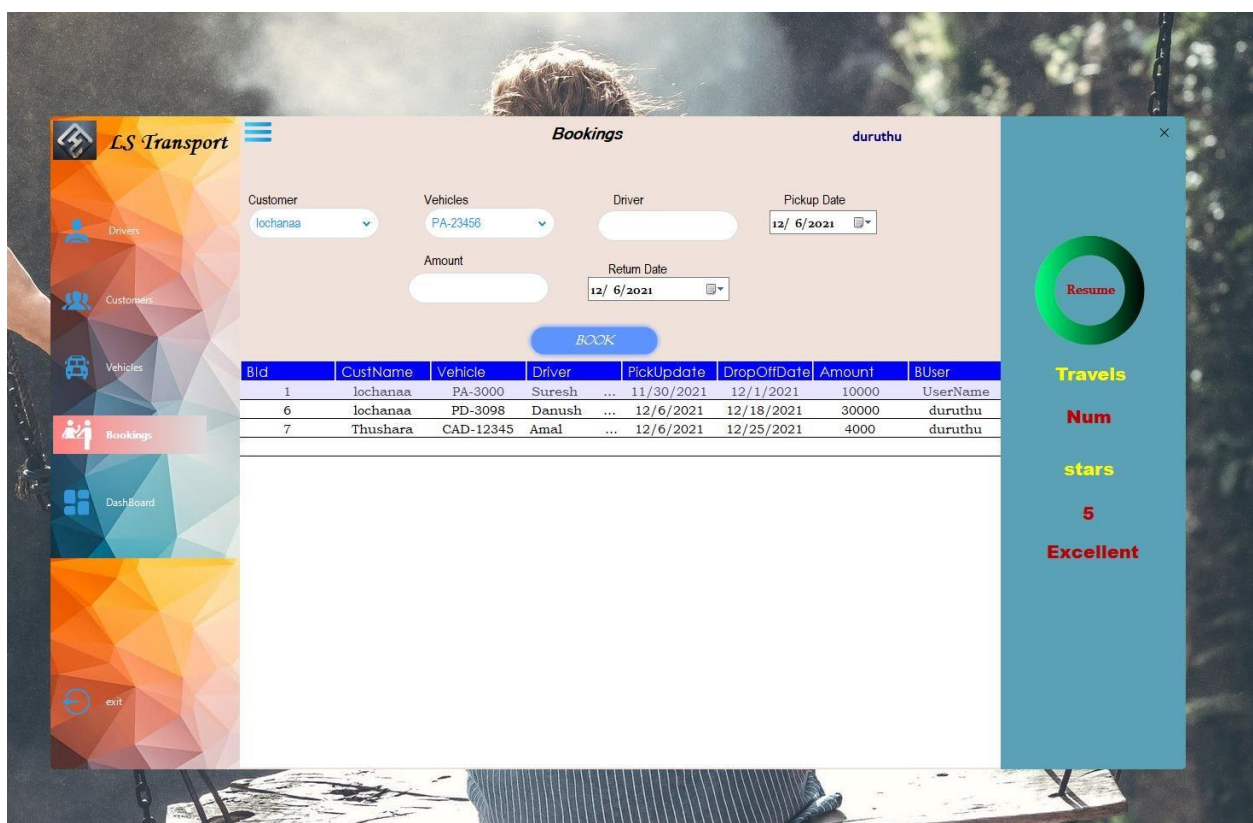 LS Transport
Bookings
duruthu
×
Customer Vehicles Driver Pickup Date
lochanaa PA-23456 12/ 6/2021
Amount Return Date
12/ 6/2021
BOOK
Drivers
Customers
Vehicles
Bookings
DashBoard
exit
BId CustName Vehicle Driver PickUpdate DropOffDate Amount BUser
1 lochanaa PA-3000 Suresh ... 11/30/2021 12/1/2021 10000 UserName
6 lochanaa PD-3098 Danush ... 12/6/2021 12/18/2021 30000 duruthu
7 Thushara CAD-12345 Amal ... 12/6/2021 12/25/2021 4000 duruthu
Resume
Travels
Num
stars
5
Excellent